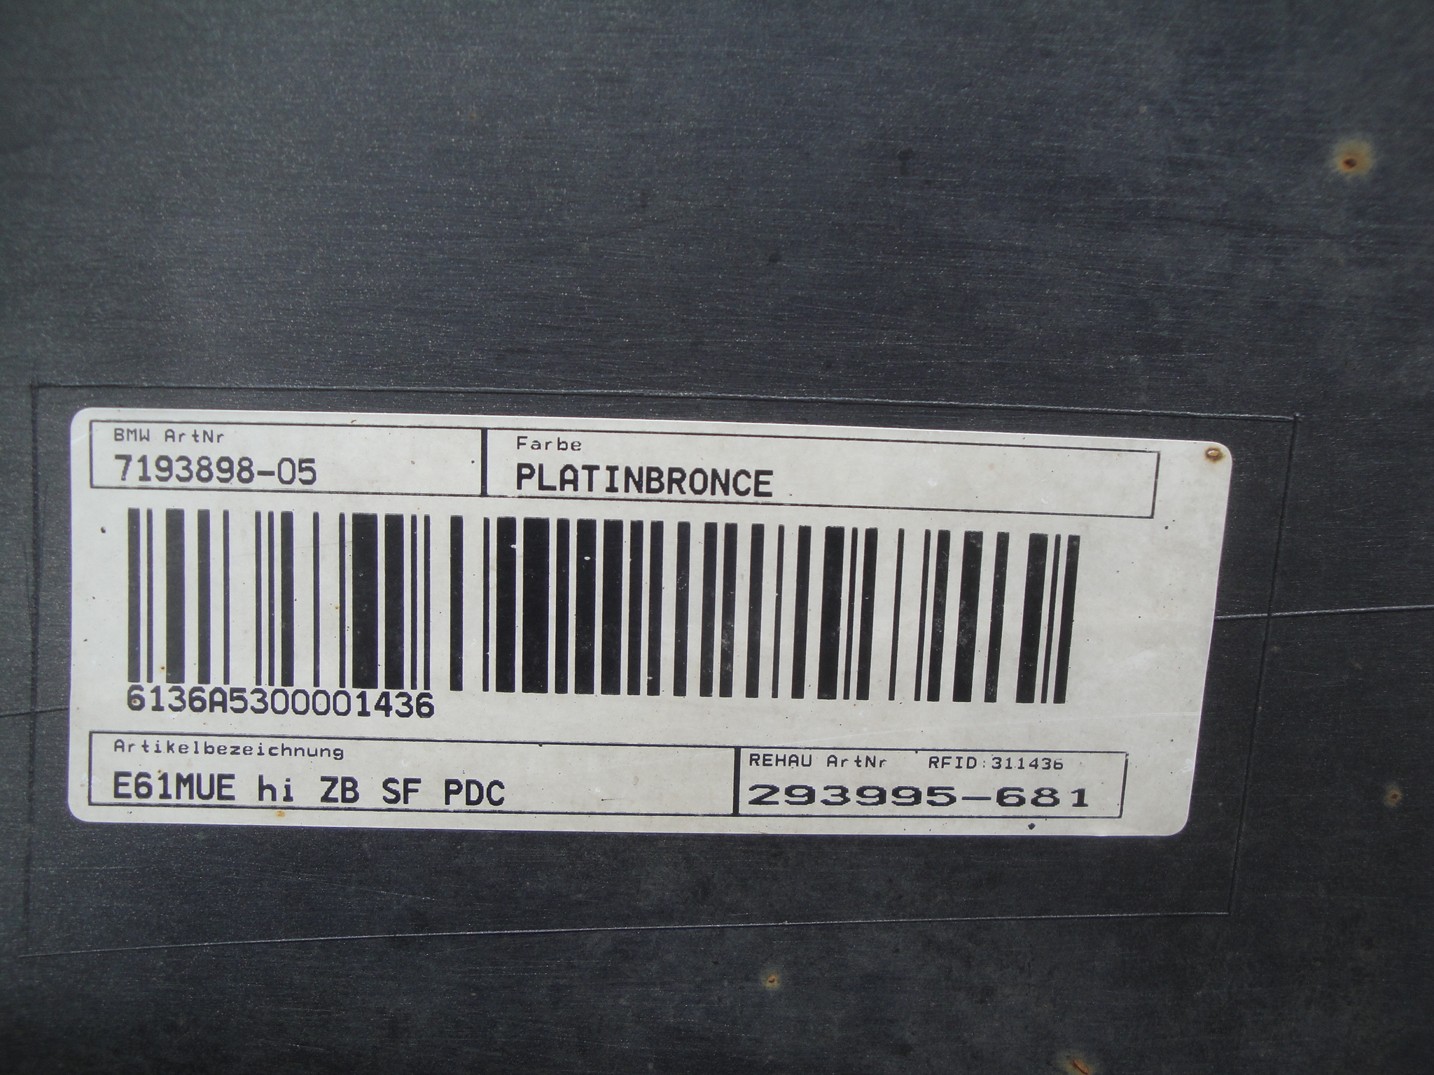 BMW ArtNr
7193898-05
Farbe
PLATINBRONCE
6136A5300001436
Artikelbezeichnung
E61MUE hi ZB SF PDC
REHAU ArtNr RFID:311436
293995-681